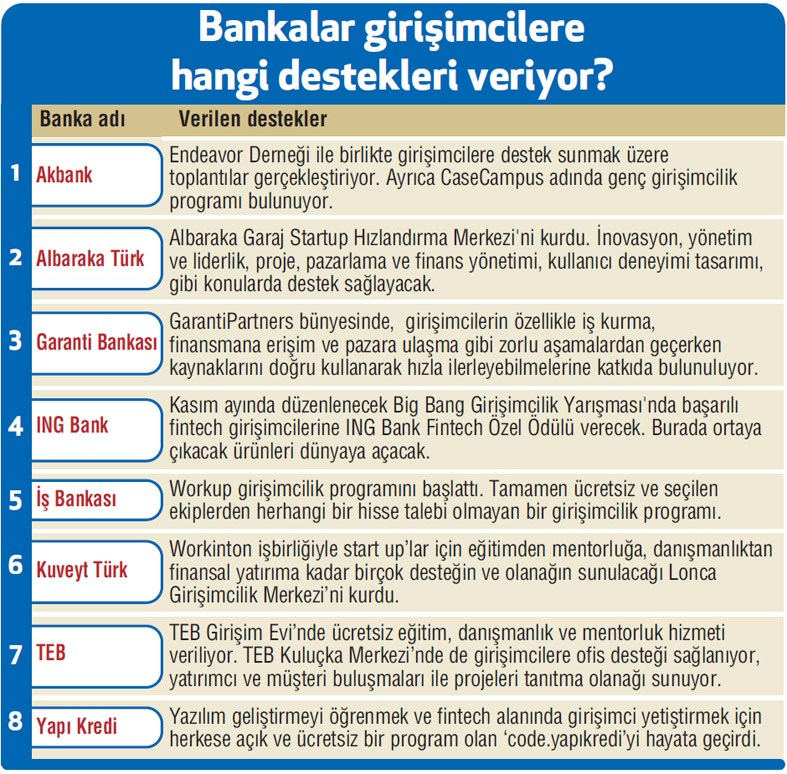 Bankalar girişimcilere
hangi destekleri veriyor?
Banka adı Verilen destekler
1 Akbank
Endeavor Derneği ile birlikte girişimcilere destek sunmak üzere
toplantılar gerçekleştiriyor. Ayrıca CaseCampus adında genç girişimcilik
programı bulunuyor.
2 Albaraka Türk
Albaraka Garaj Startup Hızlandırma Merkezi'ni kurdu. İnovasyon, yönetim
ve liderlik, proje, pazarlama ve finans yönetimi, kullanıcı deneyimi tasarımı,
gibi konularda destek sağlayacak.
3 Garanti Bankası
GarantiPartners bünyesinde, girişimcilerin özellikle iş kurma,
finansmana erişim ve pazara ulaşma gibi zorlu aşamalardan geçerken
kaynaklarını doğru kullanarak hızla ilerleyebilmelerine katkıda bulunuluyor.
4 ING Bank
Kasım ayında düzenlenecek Big Bang Girişimcilik Yarışması'nda başarılı
fintech girişimcilerine ING Bank Fintech Özel Ödülü verecek. Burada ortaya
çıkacak ürünleri dünyaya açacak.
5 İş Bankası
Workup girişimcilik programını başlattı. Tamamen ücretsiz ve seçilen
ekiplerden herhangi bir hisse talebi olmayan bir girişimcilik programı.
6 Kuveyt Türk
Workinton işbirliğiyle start up’lar için eğitimden mentorluğa, danışmanlıktan
finansal yatırıma kadar birçok desteğin ve olanağın sunulacağı Lonca
Girişimcilik Merkezi’ni kurdu.
7 TEB
TEB Girişim Evi’nde ücretsiz eğitim, danışmanlık ve mentorluk hizmeti
veriliyor. TEB Kuluçka Merkezi’nde de girişimcilere ofis desteği sağlanıyor,
yatırımcı ve müşteri buluşmaları ile projeleri tanıtma olanağı sunuyor.
8 Yapı Kredi
Yazılım geliştirmeyi öğrenmek ve fintech alanında girişimci yetiştirmek için
herkese açık ve ücretsiz bir program olan ‘code.yapıkredi’yi hayata geçirdi.